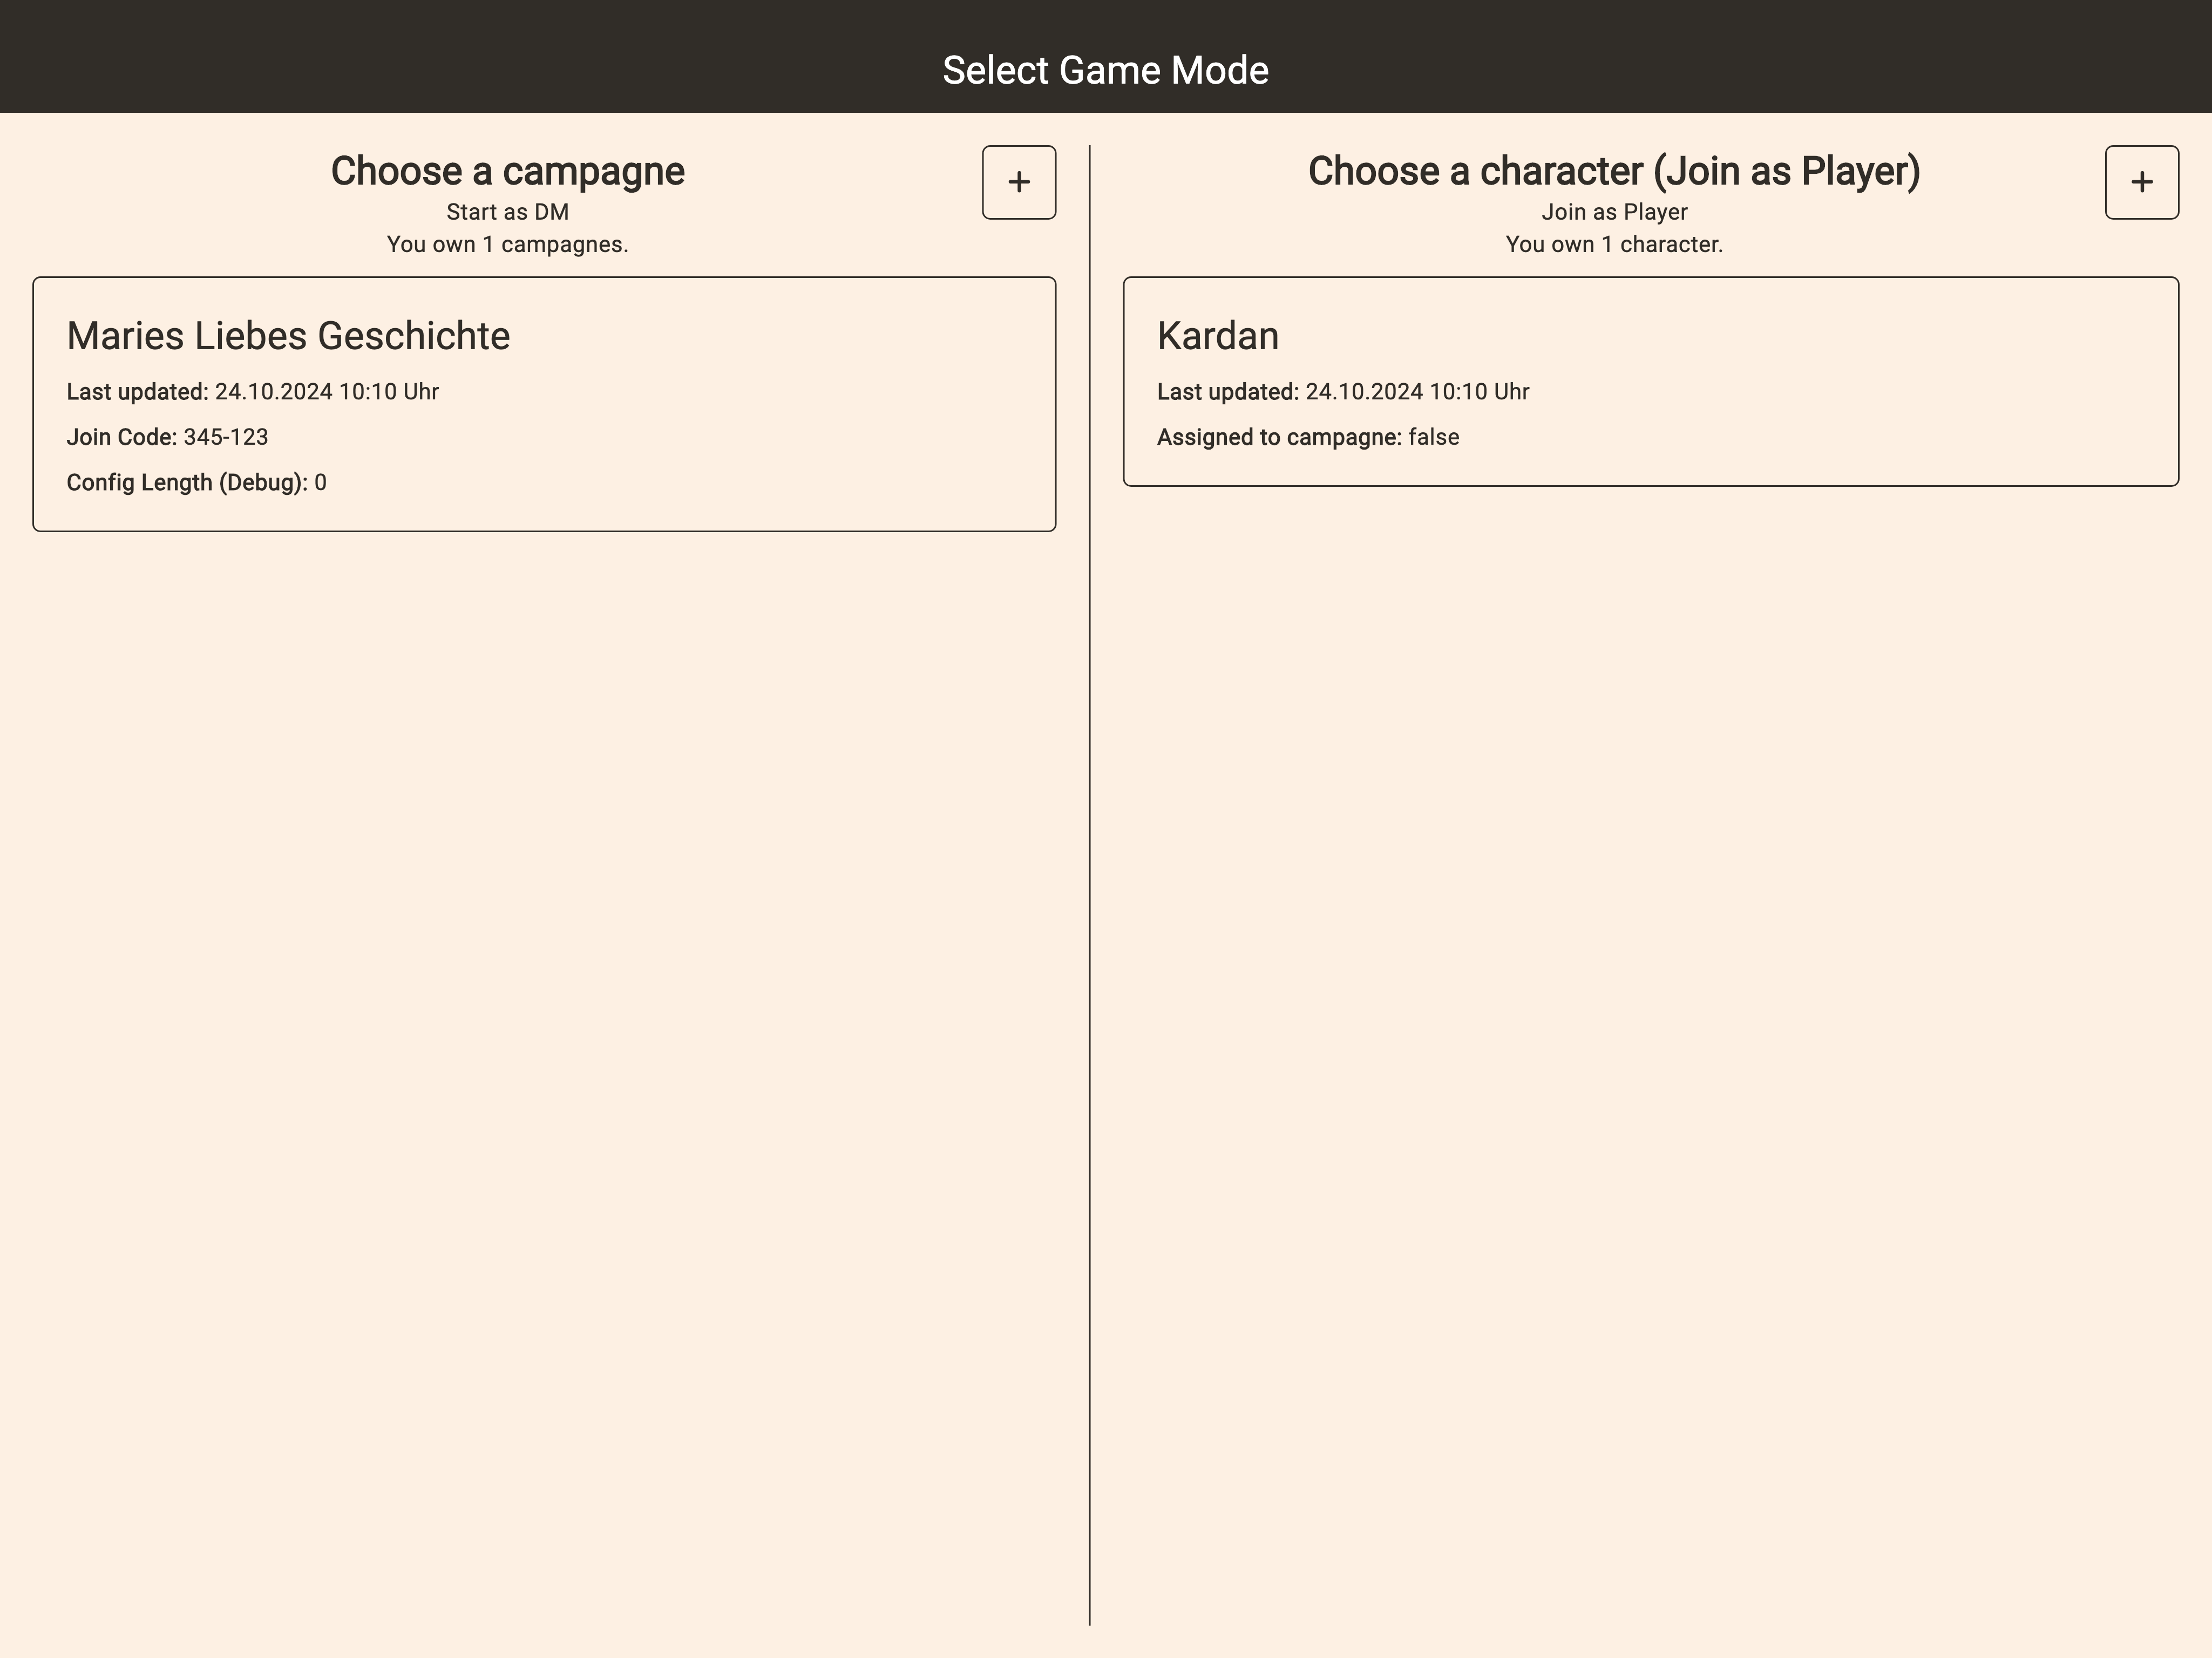 Select Game Mode
Choose a campagne
Start as DM
You own 1 campagnes.
+
Maries Liebes Geschichte
Last updated: 24.10.2024 10:10 Uhr
Join Code: 345-123
Config Length (Debug): 0
Choose a character (Join as Player)
Join as Player
You own 1 character.
+
Kardan
Last updated: 24.10.2024 10:10 Uhr
Assigned to campagne: false